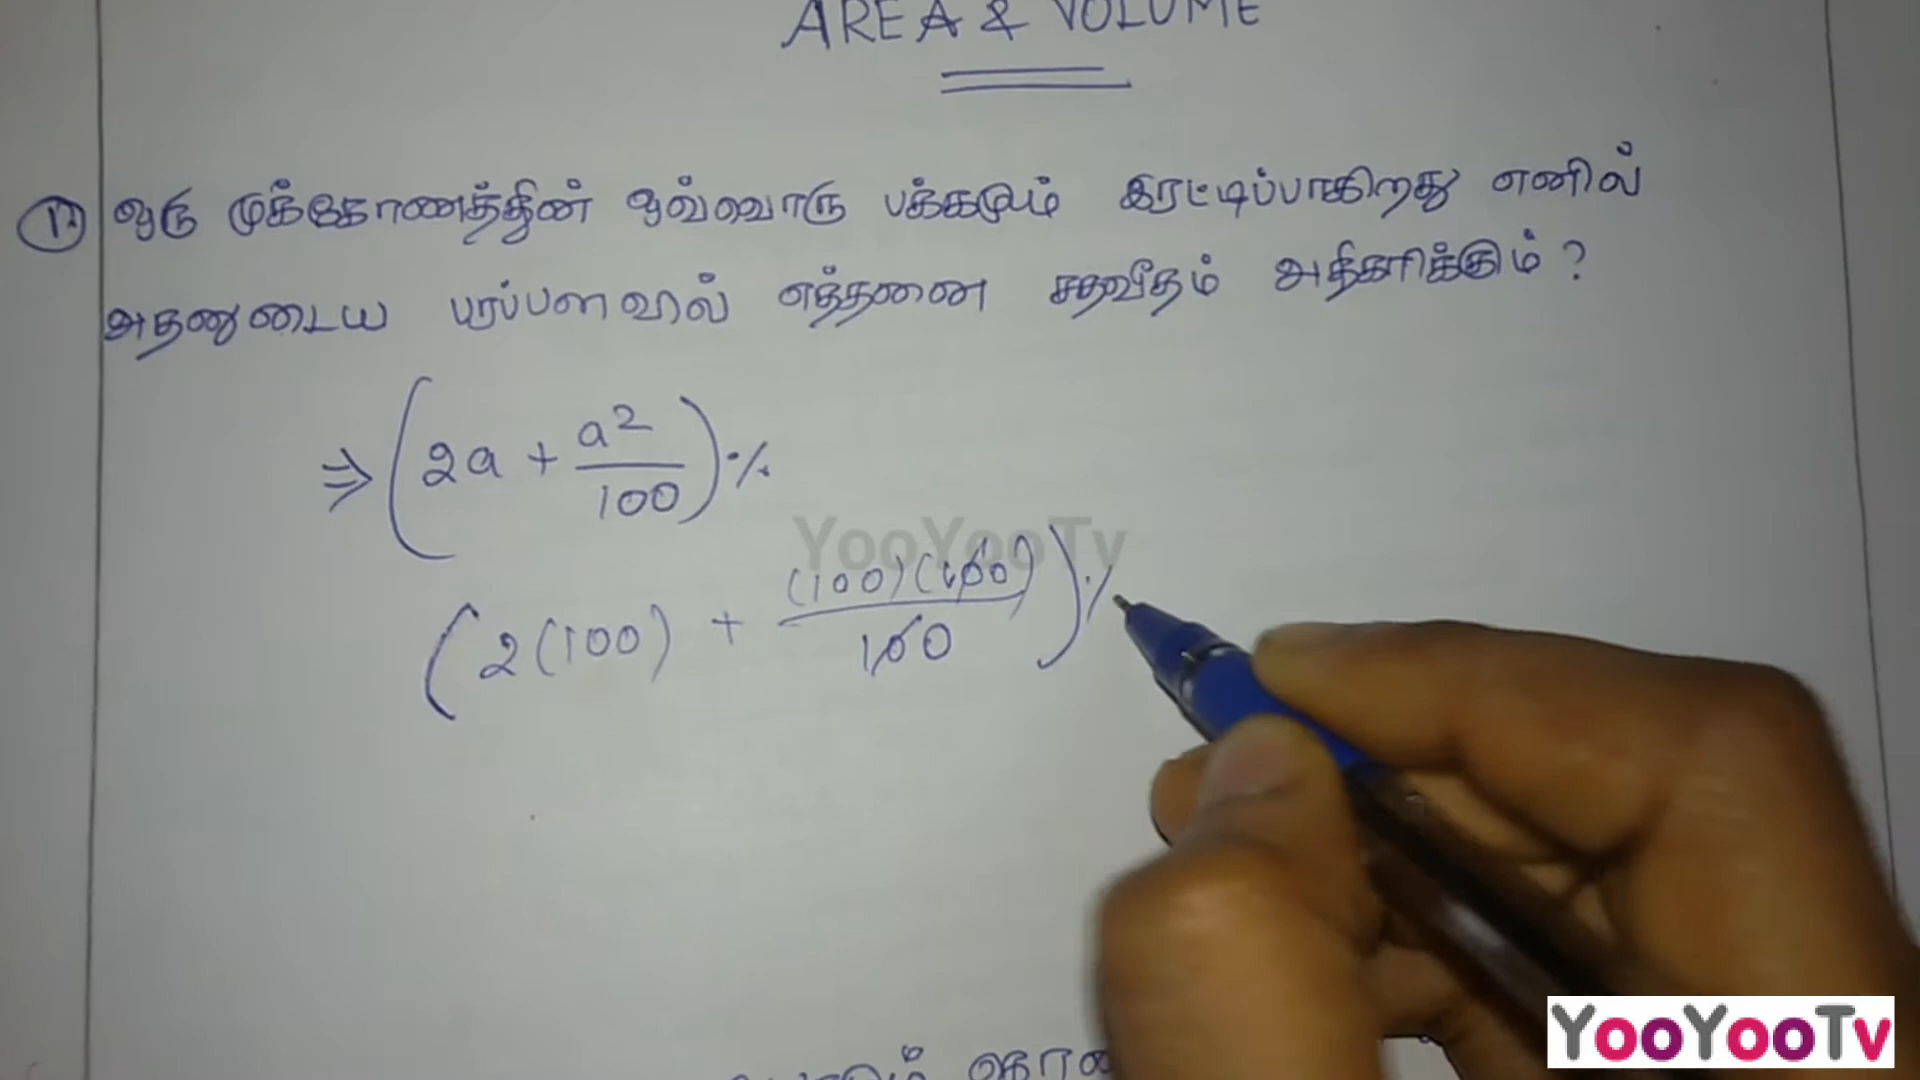 AREA & VOLUME
12) ஒரு முக்கோணத்தின் ஒவ்வொரு பக்கமும் இரட்டிப்பாகிறது எனில்
அதனுடைய பரப்பளவில் எத்தனை சதவீதம் அதிகரிக்கும்?
⇒ (2a + a²/100) %
YooYooTv
(2(100) + (100)(100)/100) %
YooYooTv